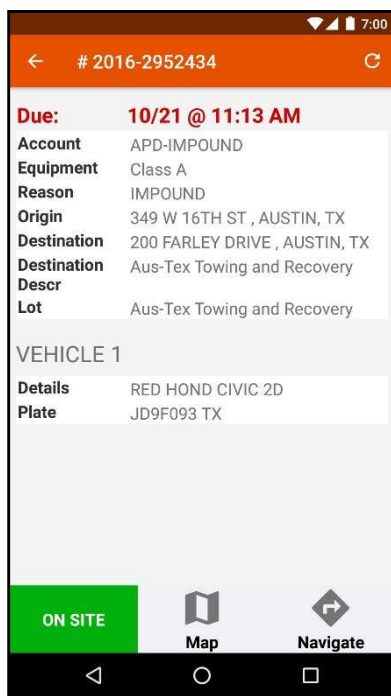 7:00
# 2016-2952434
Due: 10/21 @ 11:13 AM
Account APD-IMPOUND
Equipment Class A
Reason IMPOUND
Origin 349 W 16TH ST , AUSTIN, TX
Destination 200 FARLEY DRIVE , AUSTIN, TX
Destination Aus-Tex Towing and Recovery
Descr
Lot Aus-Tex Towing and Recovery
VEHICLE 1
Details RED HOND CIVIC 2D
Plate JD9F093 TX
ON SITE
Map
Navigate